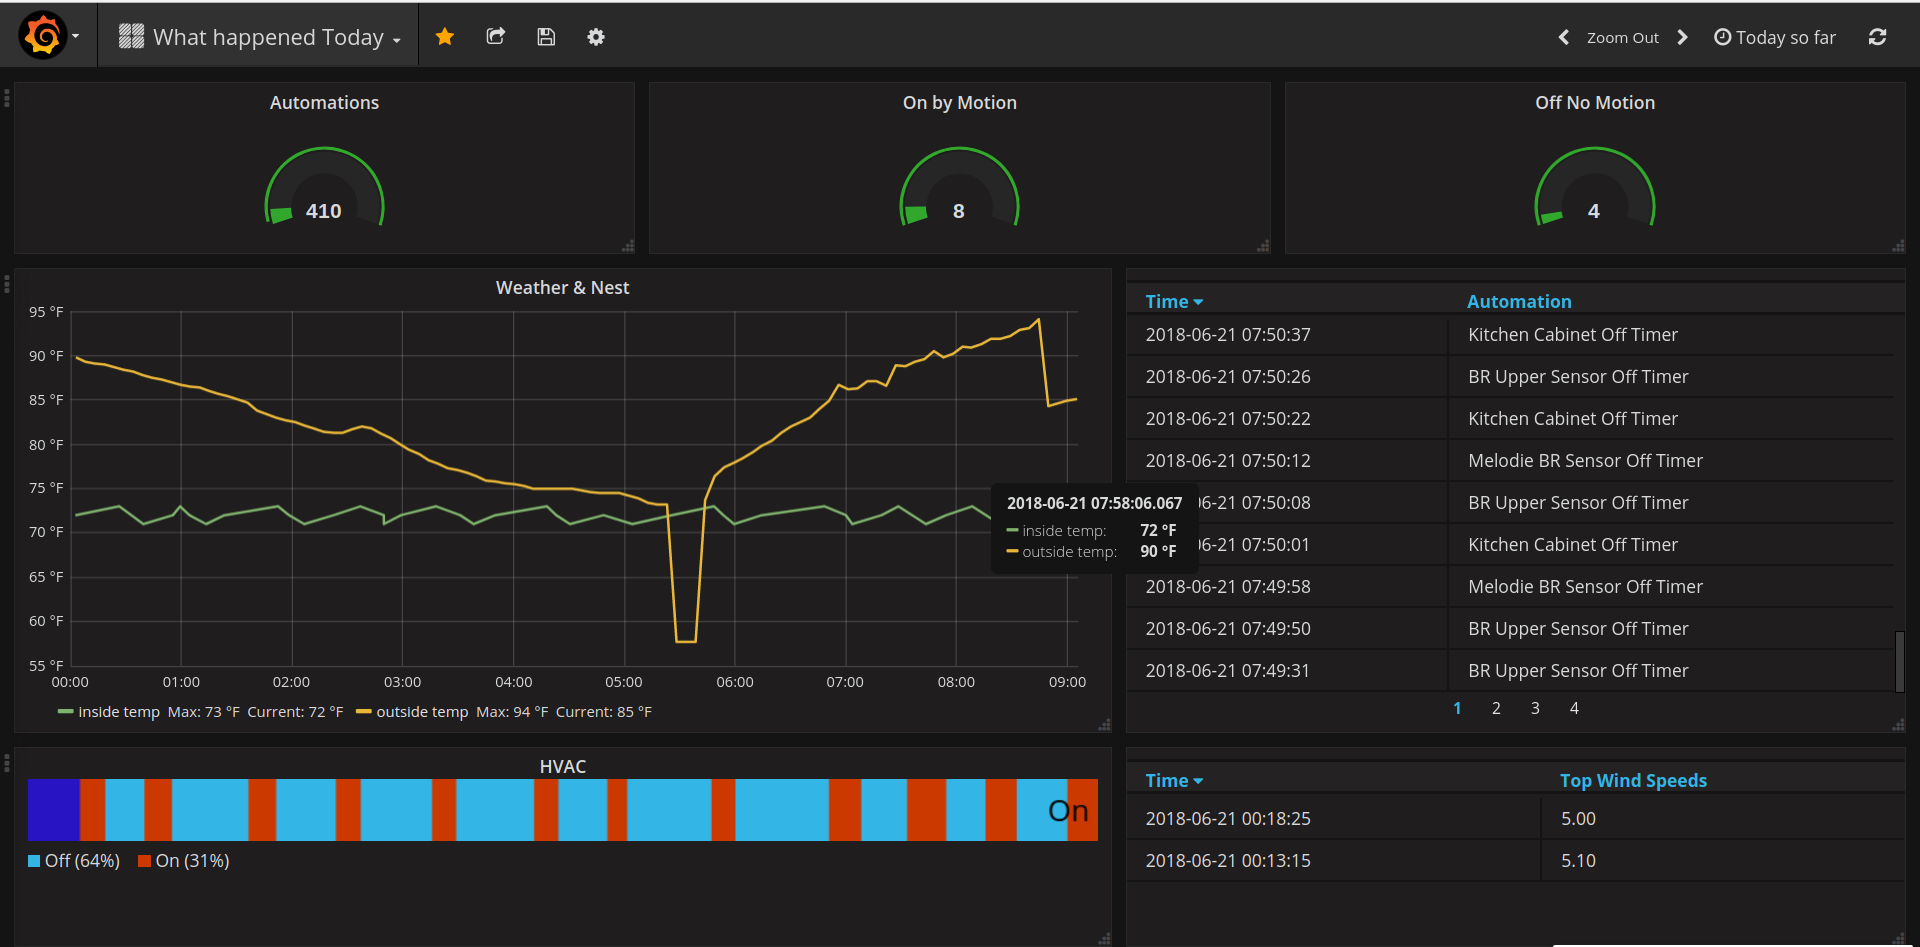 What happened Today
Zoom Out
Today so far
Automations
On by Motion
Off No Motion
410
8
4
Weather & Nest
95 °F
90 °F
85 °F
80 °F
75 °F
70 °F
65 °F
60 °F
55 °F
00:00 01:00 02:00 03:00 04:00 05:00 06:00 07:00 08:00 09:00
inside temp Max: 73 °F Current: 72 °F outside temp Max: 94 °F Current: 85 °F
2018-06-21 07:58:06.067
inside temp: 72 °F
outside temp: 90 °F
Time Automation
2018-06-21 07:50:37 Kitchen Cabinet Off Timer
2018-06-21 07:50:26 BR Upper Sensor Off Timer
2018-06-21 07:50:22 Kitchen Cabinet Off Timer
2018-06-21 07:50:12 Melodie BR Sensor Off Timer
06-21 07:50:08 BR Upper Sensor Off Timer
06-21 07:50:01 Kitchen Cabinet Off Timer
2018-06-21 07:49:58 Melodie BR Sensor Off Timer
2018-06-21 07:49:50 BR Upper Sensor Off Timer
2018-06-21 07:49:31 BR Upper Sensor Off Timer
1 2 3 4
HVAC
On
Off (64%) On (31%)
Time Top Wind Speeds
2018-06-21 00:18:25 5.00
2018-06-21 00:13:15 5.10